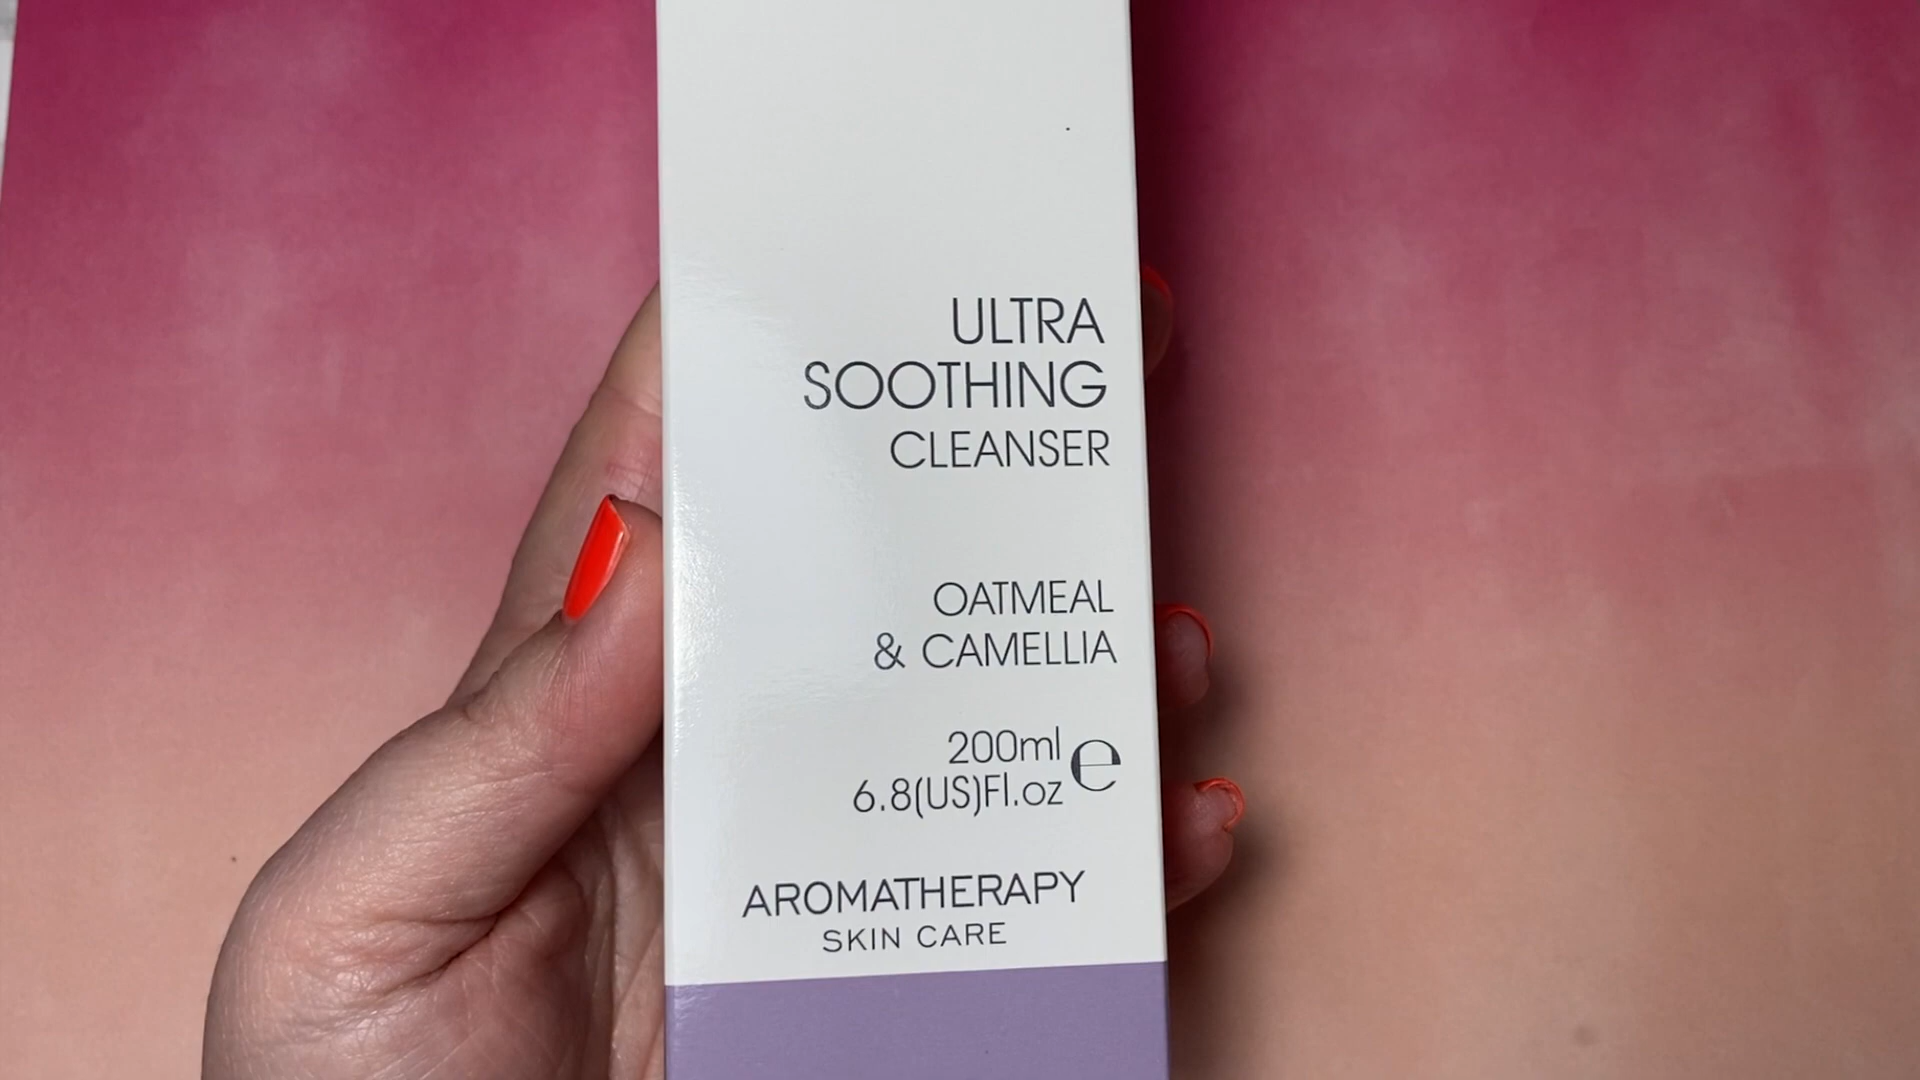 ULTRA
SOOTHING
CLEANSER
OATMEAL
& CAMELLIA
200ml e
6.8(US)Fl.oz
AROMATHERAPY
SKIN CARE